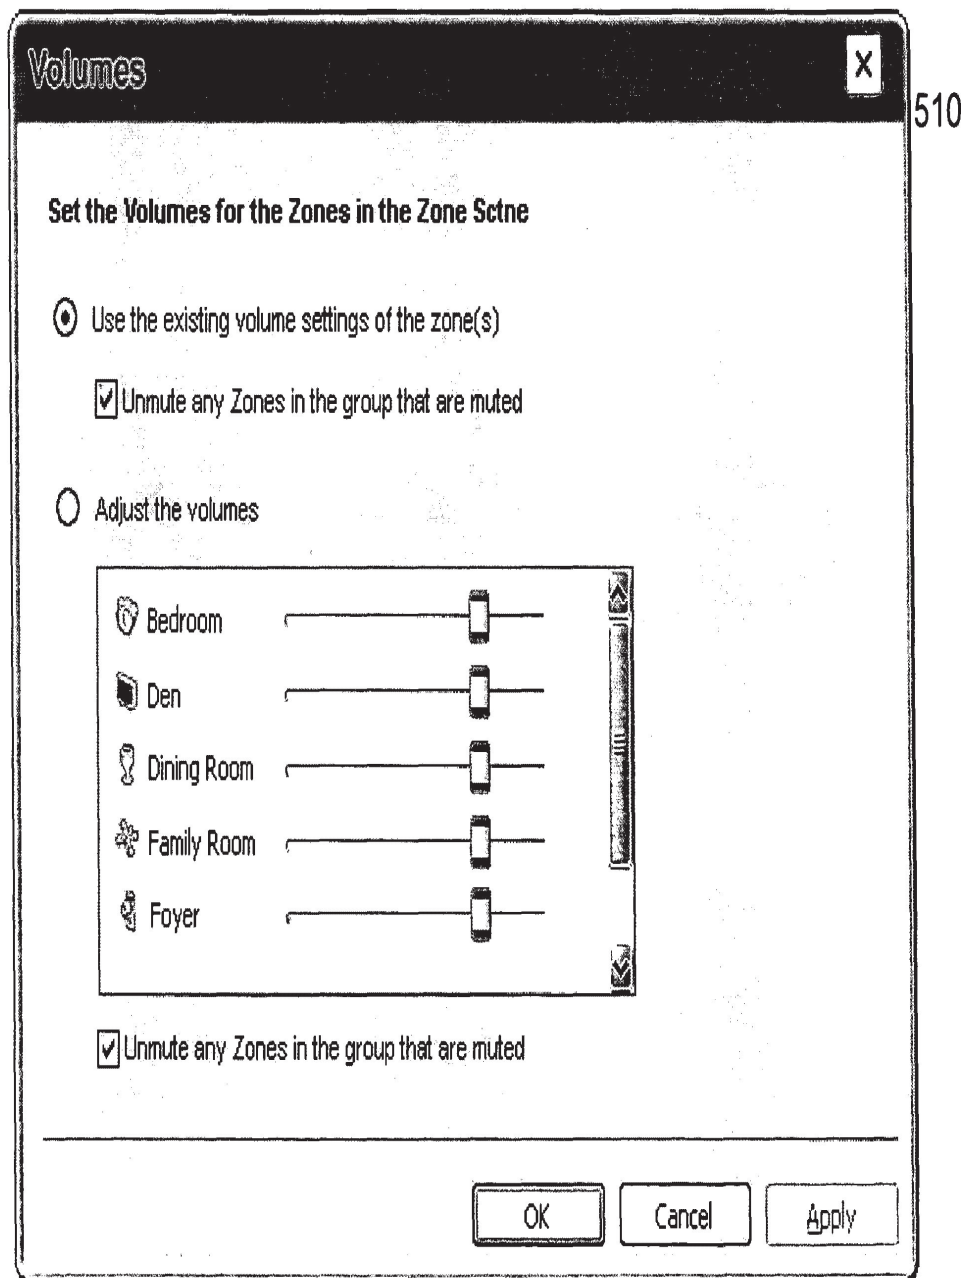 Volumes
510
Set the Volumes for the Zones in the Zone Sctne
Use the existing volume settings of the zone(s)
Unmute any Zones in the group that are muted
Adjust the volumes
Bedroom
Den
Dining Room
Family Room
Foyer
Unmute any Zones in the group that are muted
OK Cancel Apply